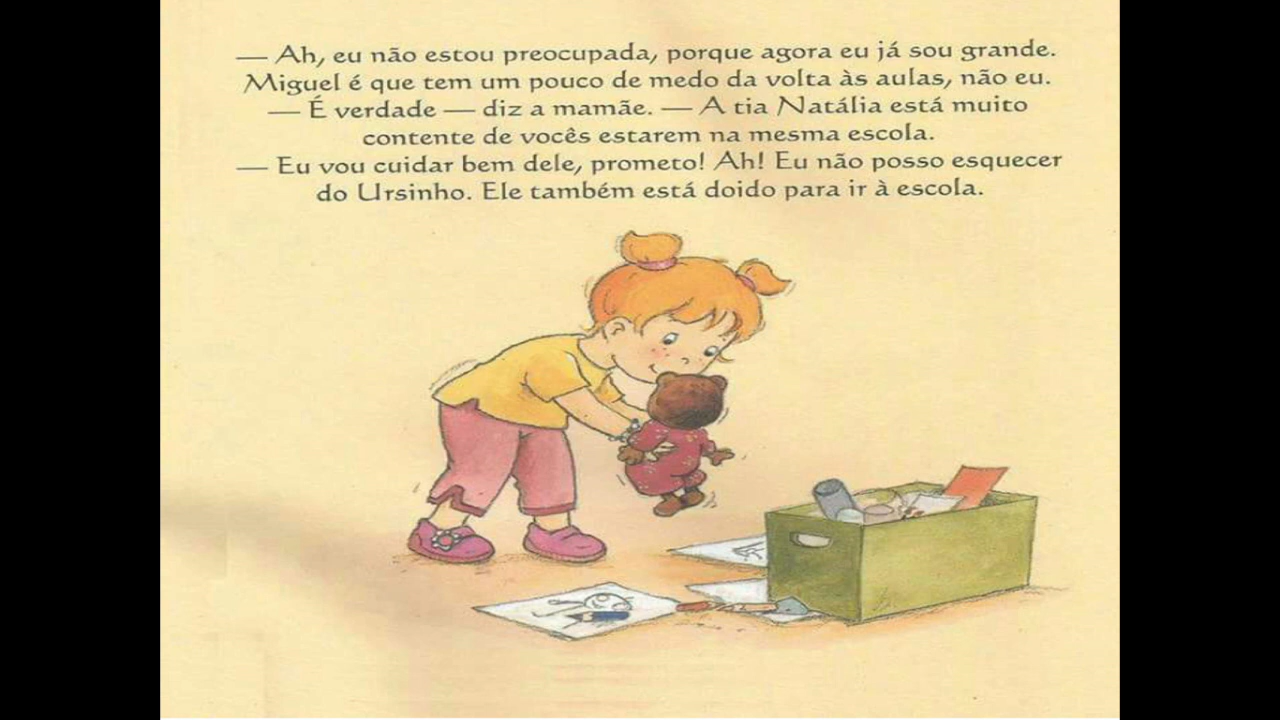 — Ah, eu não estou preocupada, porque agora eu já sou grande.
Miguel é que tem um pouco de medo da volta às aulas, não eu.
— É verdade — diz a mamãe. — A tia Natália está muito
contente de vocês estarem na mesma escola.
— Eu vou cuidar bem dele, prometo! Ah! Eu não posso esquecer
do Ursinho. Ele também está doido para ir à escola.